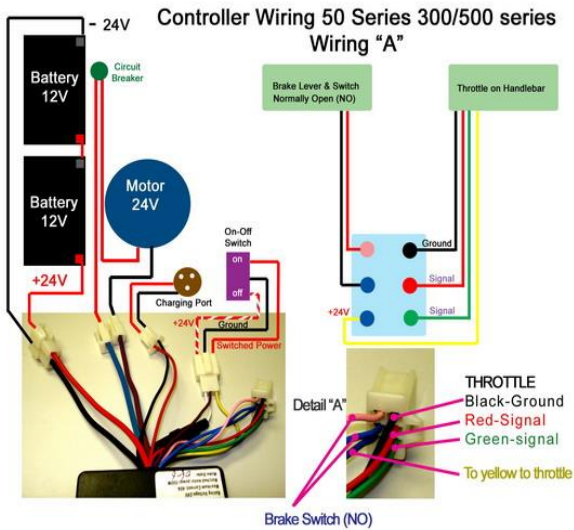 Controller Wiring 50 Series 300/500 series
Wiring “A”
- 24V
Battery
12V
Circuit
Breaker
Battery
12V
+24V
Motor
24V
On-Off
Switch
on
off
Charging Port
+24V
Ground
Switched Power
Brake Lever & Switch
Normally Open (NO)
Throttle on Handlebar
Ground
Signal
+24V
Signal
Detail “A”
THROTTLE
Black-Ground
Red-Signal
Green-signal
To yellow to throttle
Brake Switch (NO)